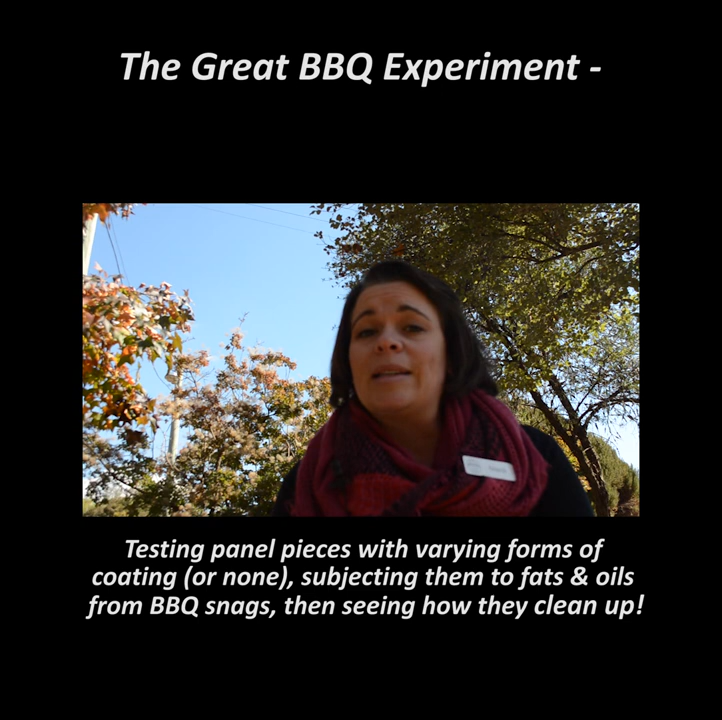 The Great BBQ Experiment -
Testing panel pieces with varying forms of
coating (or none), subjecting them to fats & oils
from BBQ snags, then seeing how they clean up!